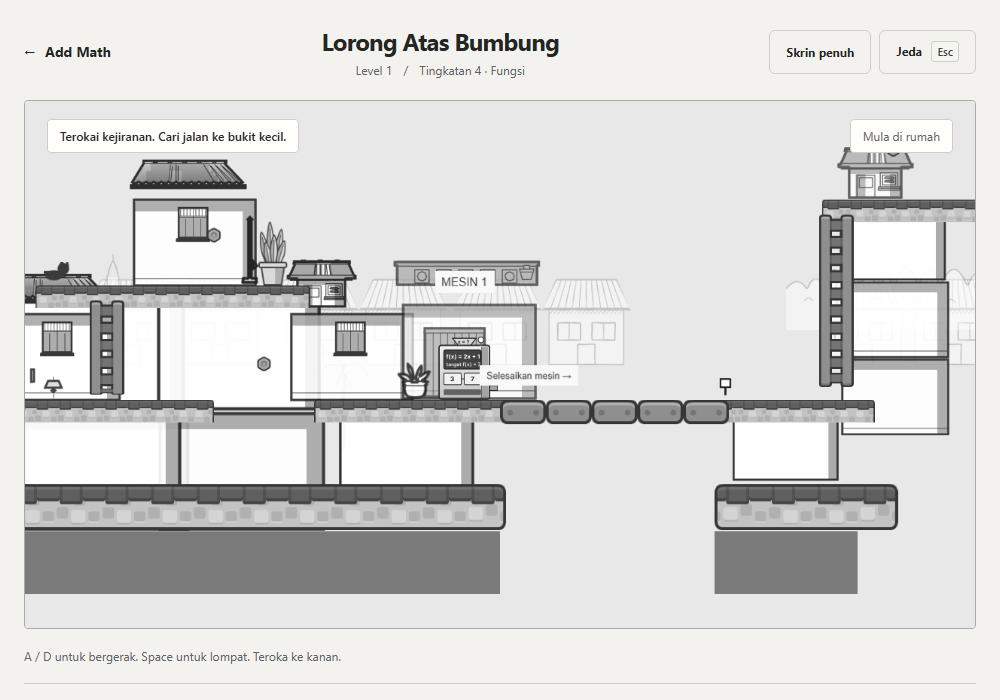 ← Add Math
Lorong Atas Bumbung
Level 1 / Tingkatan 4 · Fungsi
Skrin penuh
Jeda Esc
Terokai kejiranan. Cari jalan ke bukit kecil.
Mula di rumah
MESIN 1
f(x) = 2x + 1
target f(x) =
3 7
Selesaikan mesin →
A / D untuk bergerak. Space untuk lompat. Teroka ke kanan.